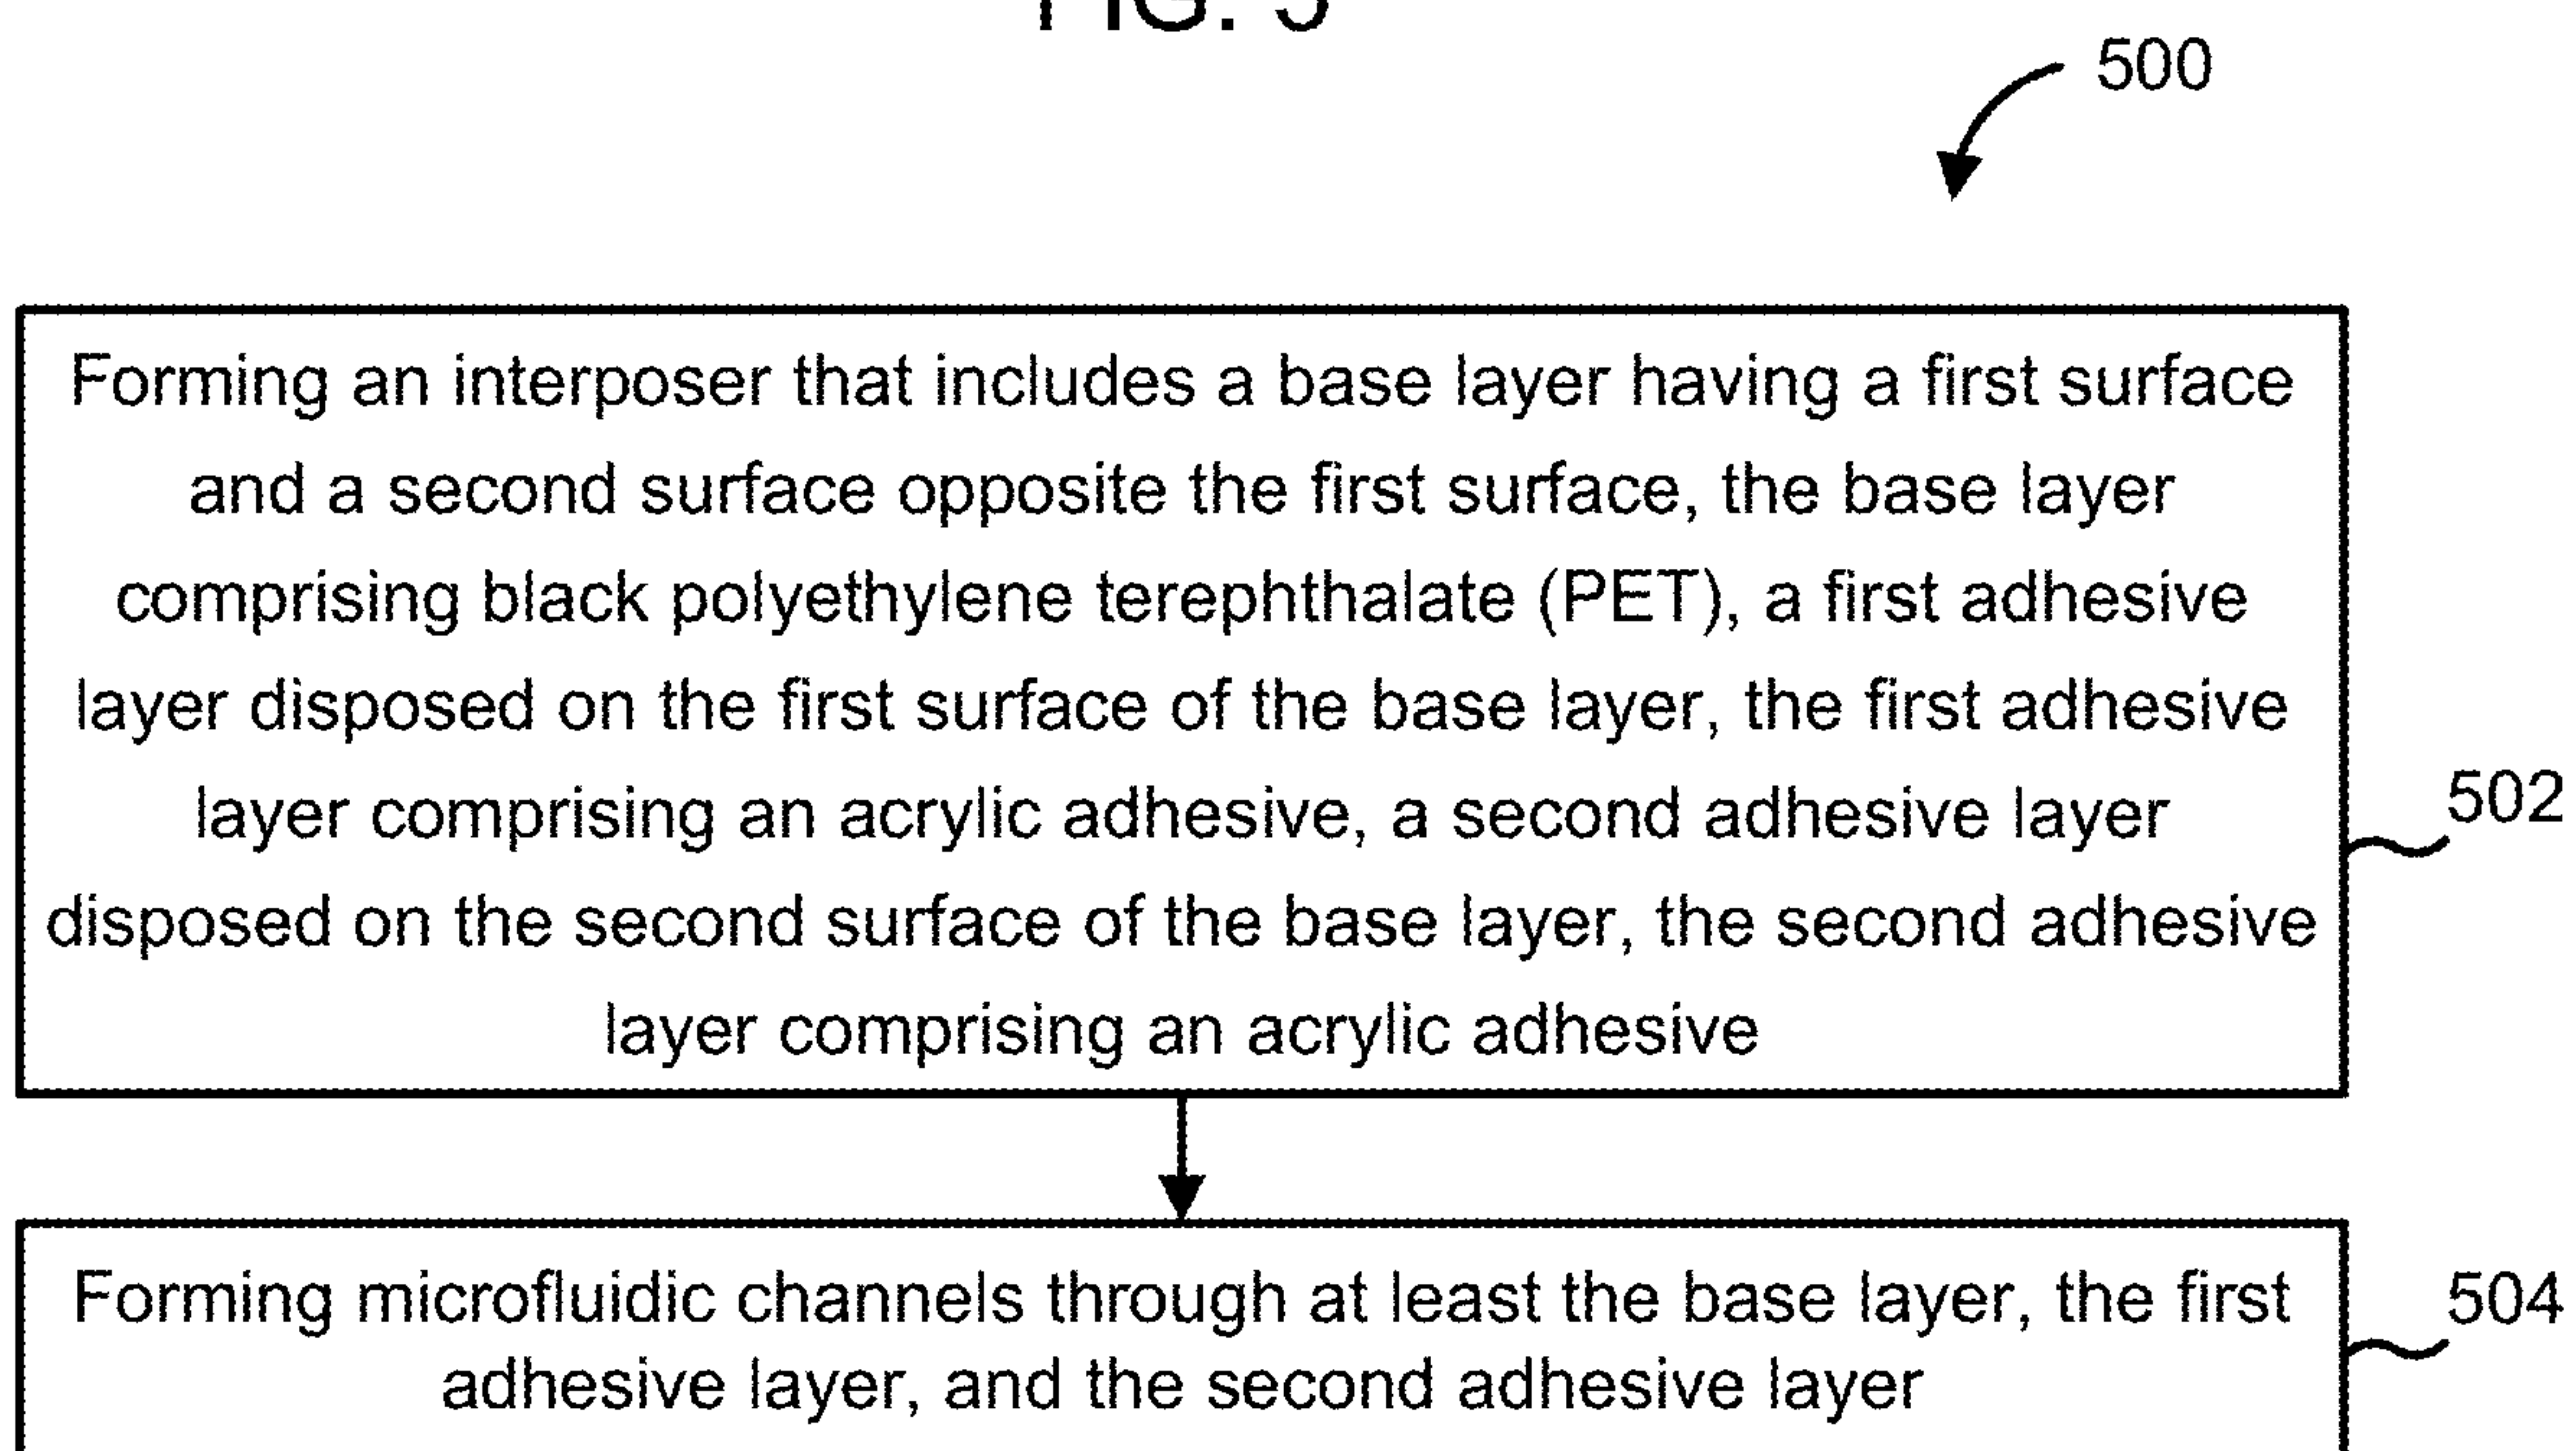 FIG. 5
500
Forming an interposer that includes a base layer having a first surface
and a second surface opposite the first surface, the base layer
comprising black polyethylene terephthalate (PET), a first adhesive
layer disposed on the first surface of the base layer, the first adhesive
layer comprising an acrylic adhesive, a second adhesive layer
disposed on the second surface of the base layer, the second adhesive
layer comprising an acrylic adhesive
502
Forming microfluidic channels through at least the base layer, the first
adhesive layer, and the second adhesive layer
504